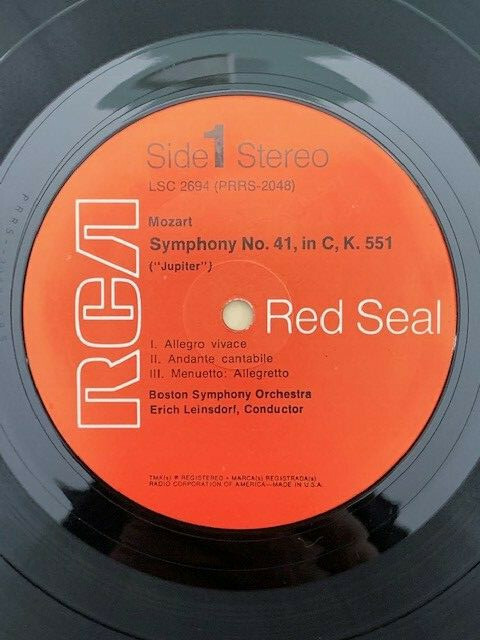 Side 1 Stereo
LSC 2694 (PRRS-2048)
Mozart
Symphony No. 41, in C, K. 551
("Jupiter")
RCA
Red Seal
I. Allegro vivace
II. Andante cantabile
III. Menuetto: Allegretto
Boston Symphony Orchestra
Erich Leinsdorf, Conductor
TMK(s) ® REGISTERED • MARCA(s) REGISTRADA(s)
RADIO CORPORATION OF AMERICA—MADE IN U.S.A.